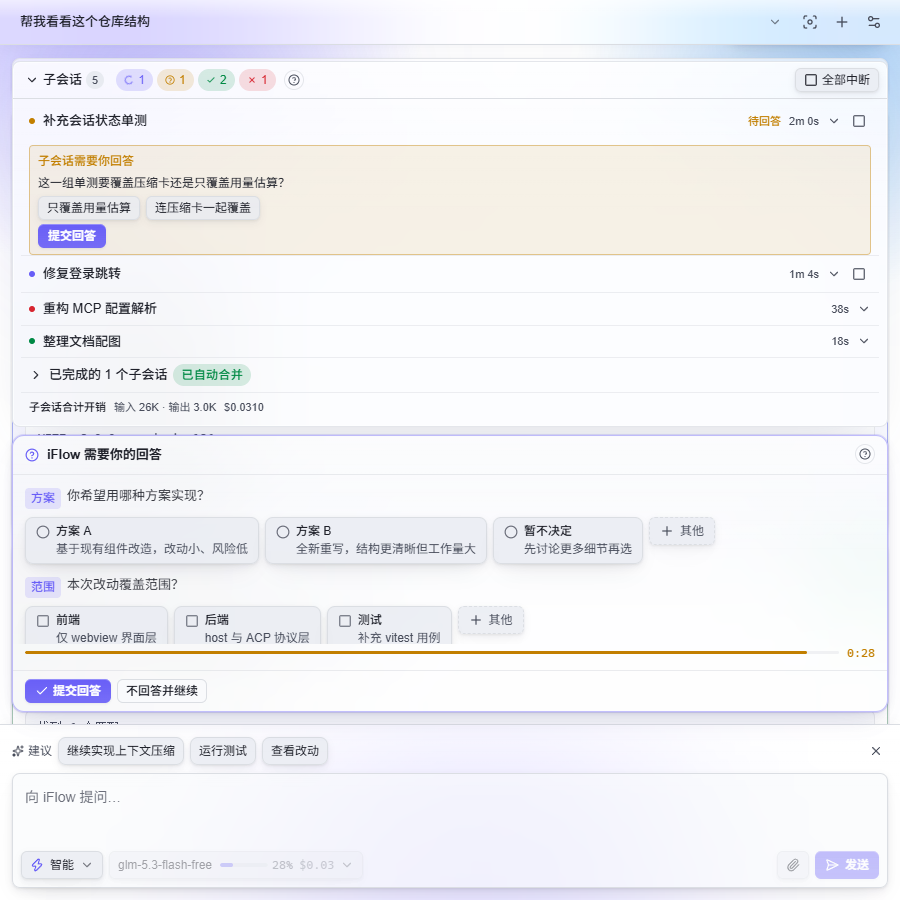 帮我看看这个仓库结构
子会话 5 1 1 2 1 全部中断
补充会话状态单测 待回答 2m 0s
子会话需要你回答
这一组单测要覆盖压缩卡还是只覆盖用量估算?
只覆盖用量估算 连压缩卡一起覆盖
提交回答
修复登录跳转 1m 4s
重构 MCP 配置解析 38s
整理文档配图 18s
已完成的 1 个子会话 已自动合并
子会话合计开销 输入 26K · 输出 3.0K $0.0310
iFlow 需要你的回答
方案 你希望用哪种方案实现?
方案 A 方案 B 暂不决定 其他
基于现有组件改造，改动小、风险低 全新重写，结构更清晰但工作量大 先讨论更多细节再选
范围 本次改动覆盖范围?
前端 后端 测试 其他
仅 webview 界面层 host 与 ACP 协议层 补充 vitest 用例
0:28
提交回答 不回答并继续
建议 继续实现上下文压缩 运行测试 查看改动
向 iFlow 提问…
智能 glm-5.3-flash-free 28% $0.03 发送